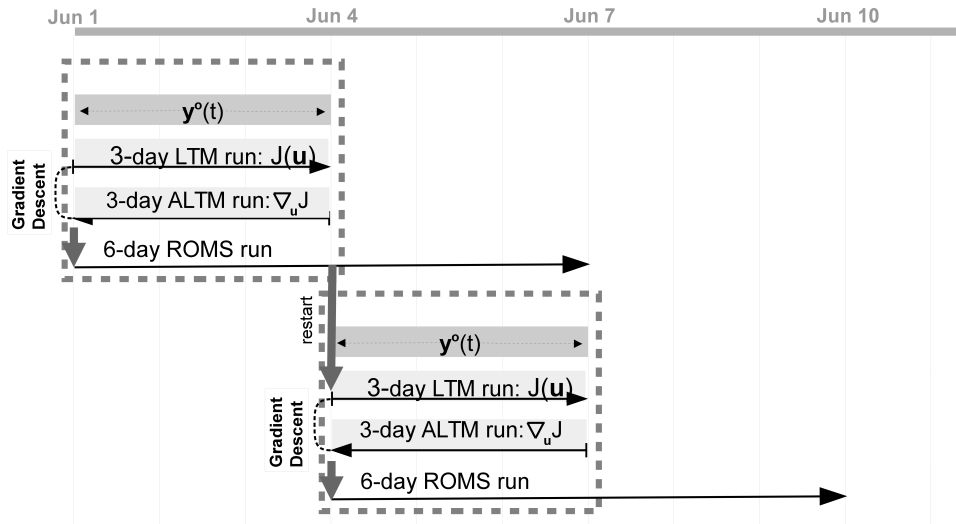 Jun 1 Jun 4 Jun 7 Jun 10
yº(t)
3-day LTM run: J(u)
Gradient
Descent
3-day ALTM run:∇uJ
6-day ROMS run
restart
yº(t)
3-day LTM run: J(u)
Gradient
Descent
3-day ALTM run:∇uJ
6-day ROMS run